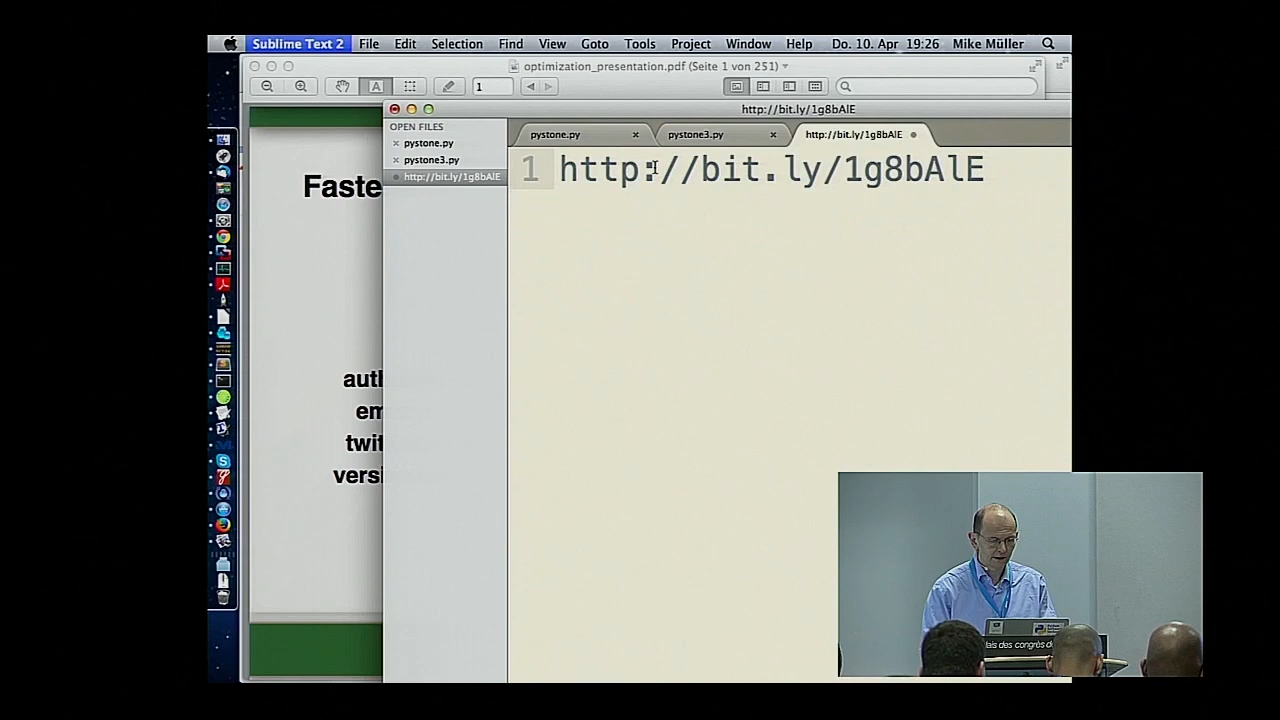 Sublime Text 2 File Edit Selection Find View Goto Tools Project Window Help Do. 10. Apr 19:26 Mike Müller
optimization_presentation.pdf (Seite 1 von 251)
1
http://bit.ly/1g8bAlE
OPEN FILES
pystone.py
pystone3.py
http://bit.ly/1g8bAlE
pystone.py pystone3.py http://bit.ly/1g8bAlE
1 http://bit.ly/1g8bAlE
Faste
auth
em
twit
versi
ais des congrès d